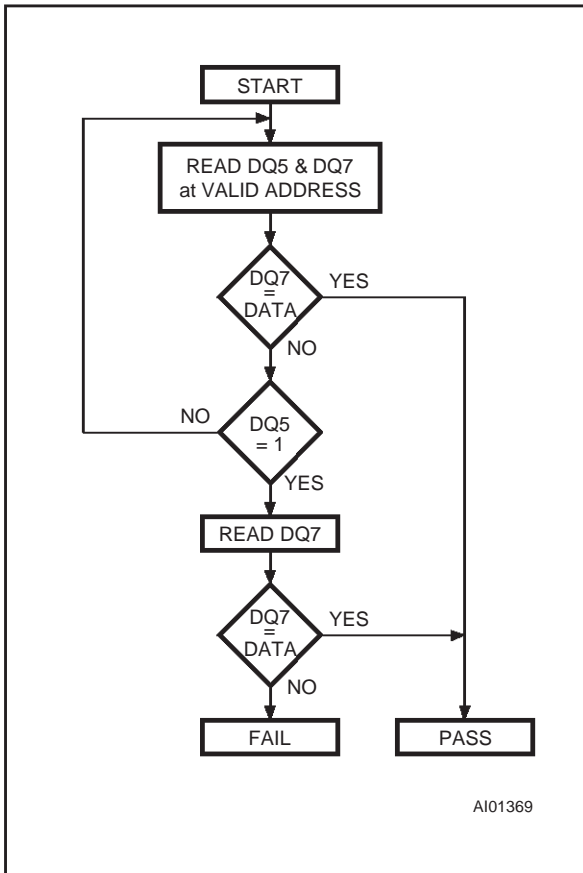 START
READ DQ5 & DQ7
at VALID ADDRESS
DQ7
=
DATA
YES
NO
DQ5
= 1
NO
YES
READ DQ7
DQ7
=
DATA
YES
NO
FAIL
PASS
AI01369